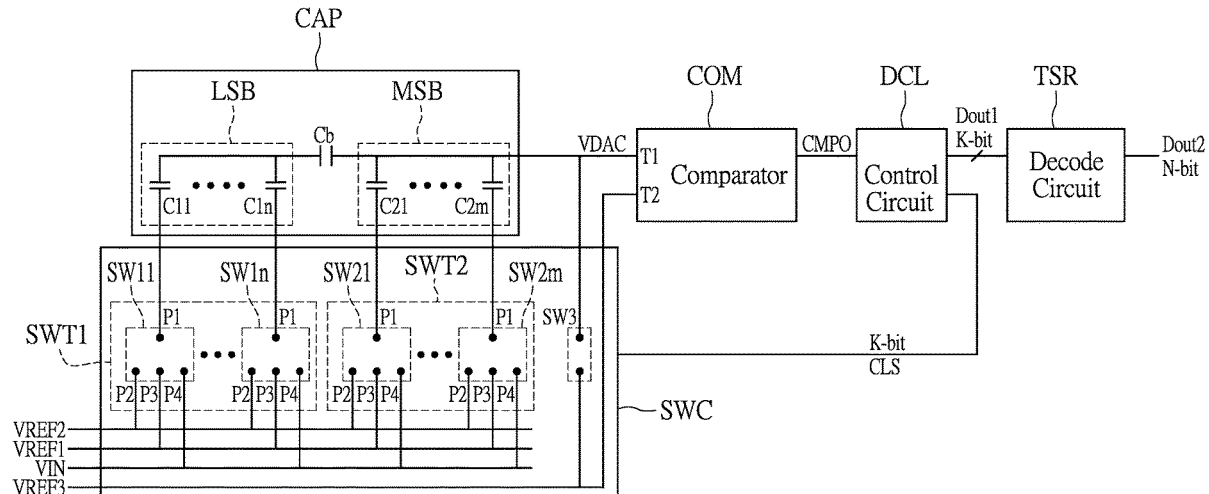 CAP
LSB
MSB
COM
DCL
TSR
Cb
VDAC
T1
T2
Comparator
CMPO
Control
Circuit
Dout1
K-bit
Decode
Circuit
Dout2
N-bit
C11
C1n
C21
C2m
SWT2
SW11
SW1n
SW21
SW2m
SWT1
P1
P1
P1
P1
SW3
K-bit
CLS
P2
P3
P4
P2
P3
P4
P2
P3
P4
P2
P3
P4
SWC
VREF2
VREF1
VIN
VREF3